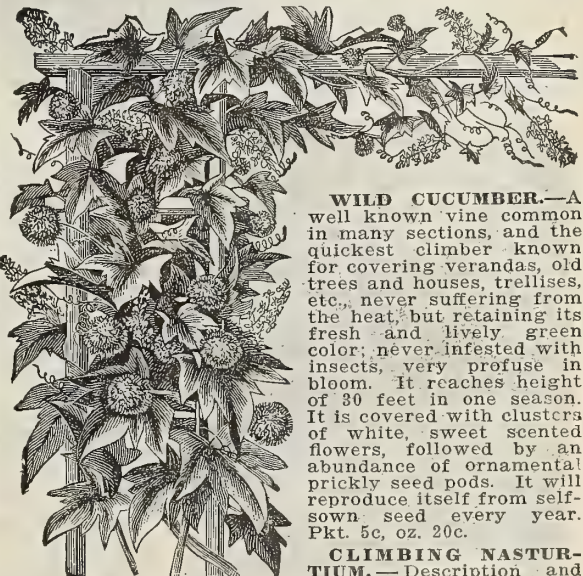 WILD CUCUMBER.—A
well known vine common
in many sections, and the
quickest climber known
for covering verandas, old
trees and houses, trellises,
etc., never suffering from
the heat, but retaining its
fresh and lively green
color; never infested with
insects, very profuse in
bloom. It reaches height
of 30 feet in one season.
It is covered with clusters
of white, sweet scented
flowers, followed by an
abundance of ornamental
prickly seed pods. It will
reproduce itself from self-
sown seed every year.
Pkt. 5c, oz. 20c.
CLIMBING NASTUR-
TIUM.—Description and